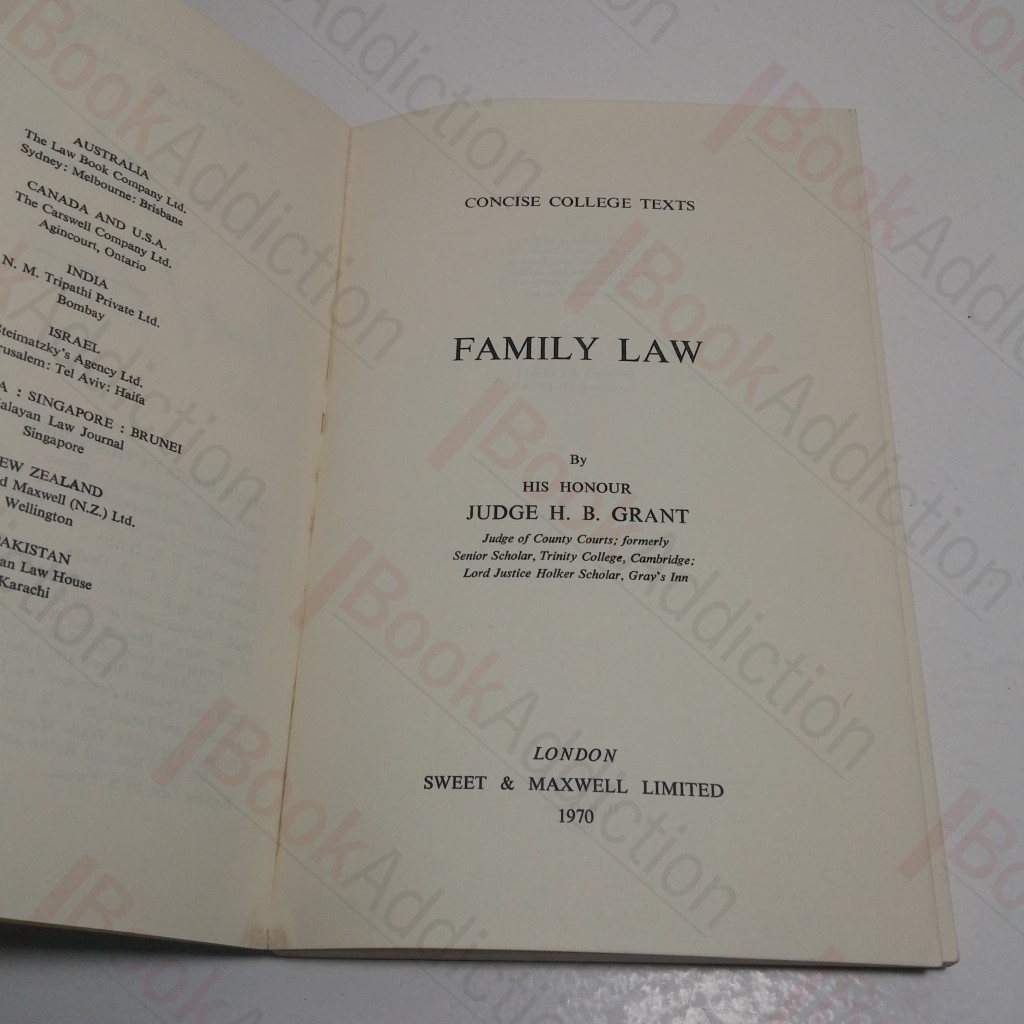 AUSTRALIA
The Law Book Company Ltd.
Sydney: Melbourne: Brisbane
CANADA AND U.S.A.
The Carswell Company Ltd.
Agincourt, Ontario
INDIA
N. M. Tripathi Private Ltd.
Bombay
ISRAEL
Steimatzky's Agency Ltd.
Tel Aviv: Haifa
: SINGAPORE : BRUNEI
Law Journal
Singapore
ZEALAND
Maxwell (N.Z.) Ltd.
Wellington
PAKISTAN
Law House
Karachi
CONCISE COLLEGE TEXTS
FAMILY LAW
By
HIS HONOUR
JUDGE H. B. GRANT
Judge of County Courts; formerly
Senior Scholar, Trinity College, Cambridge;
Lord Justice Holker Scholar, Gray's Inn
LONDON
SWEET & MAXWELL LIMITED
1970
BookAddiction